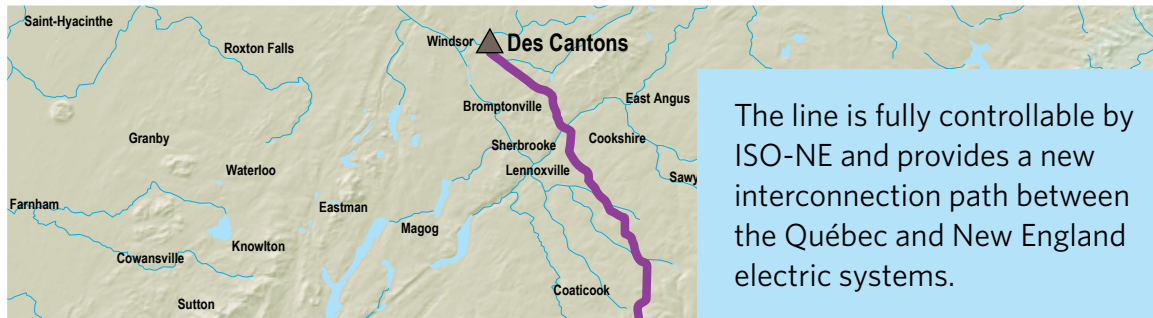 Saint-Hyacinthe
Roxton Falls
Windsor
Des Cantons
Bromptonville
East Angus
Granby
Sherbrooke
Cookshire
Waterloo
Lennoxville
Farnham
Eastman
Magog
Knowlton
Cowansville
Sutton
Coaticook
The line is fully controllable by
ISO-NE and provides a new
interconnection path between
the Québec and New England
electric systems.